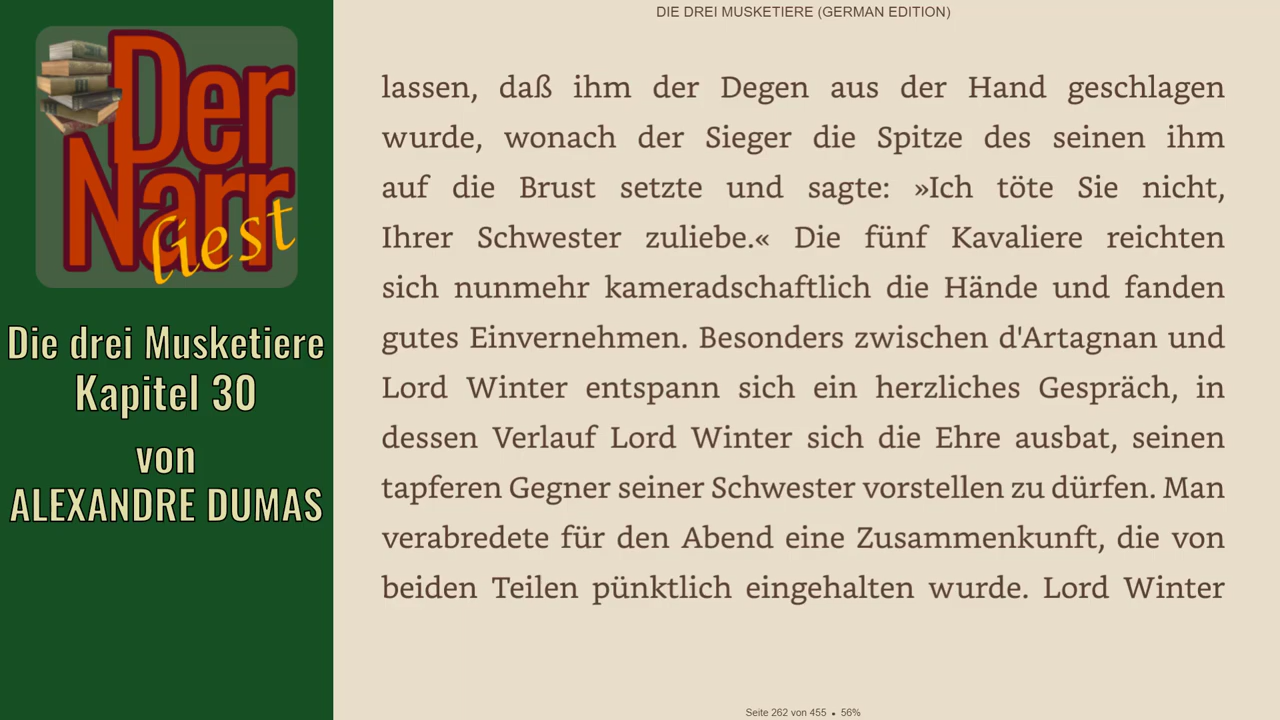 Der
Narr
liest
Die drei Musketiere
Kapitel 30
von
ALEXANDRE DUMAS
DIE DREI MUSKETIERE (GERMAN EDITION)
lassen, daß ihm der Degen aus der Hand geschlagen
wurde, wonach der Sieger die Spitze des seinen ihm
auf die Brust setzte und sagte: »Ich töte Sie nicht,
Ihrer Schwester zuliebe.« Die fünf Kavaliere reichten
sich nunmehr kameradschaftlich die Hände und fanden
gutes Einvernehmen. Besonders zwischen d'Artagnan und
Lord Winter entspann sich ein herzliches Gespräch, in
dessen Verlauf Lord Winter sich die Ehre ausbat, seinen
tapferen Gegner seiner Schwester vorstellen zu dürfen. Man
verabredete für den Abend eine Zusammenkunft, die von
beiden Teilen pünktlich eingehalten wurde. Lord Winter
Seite 262 von 455 • 56%